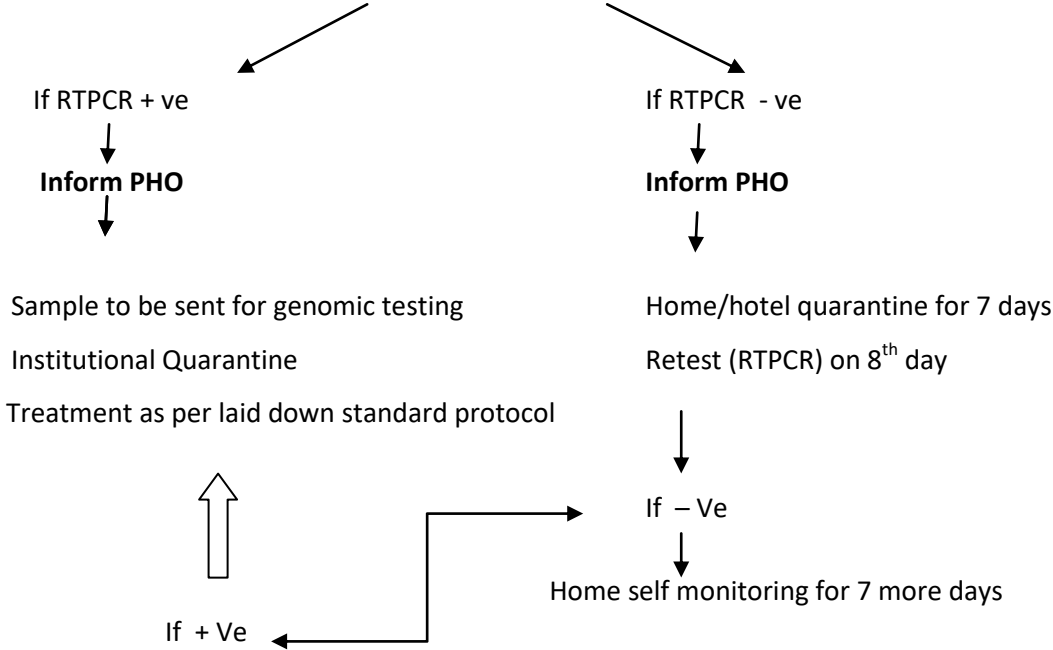 If RTPCR + ve
Inform PHO
Sample to be sent for genomic testing
Institutional Quarantine
Treatment as per laid down standard protocol
If + Ve
If RTPCR - ve
Inform PHO
Home/hotel quarantine for 7 days
Retest (RTPCR) on 8th day
If – Ve
Home self monitoring for 7 more days